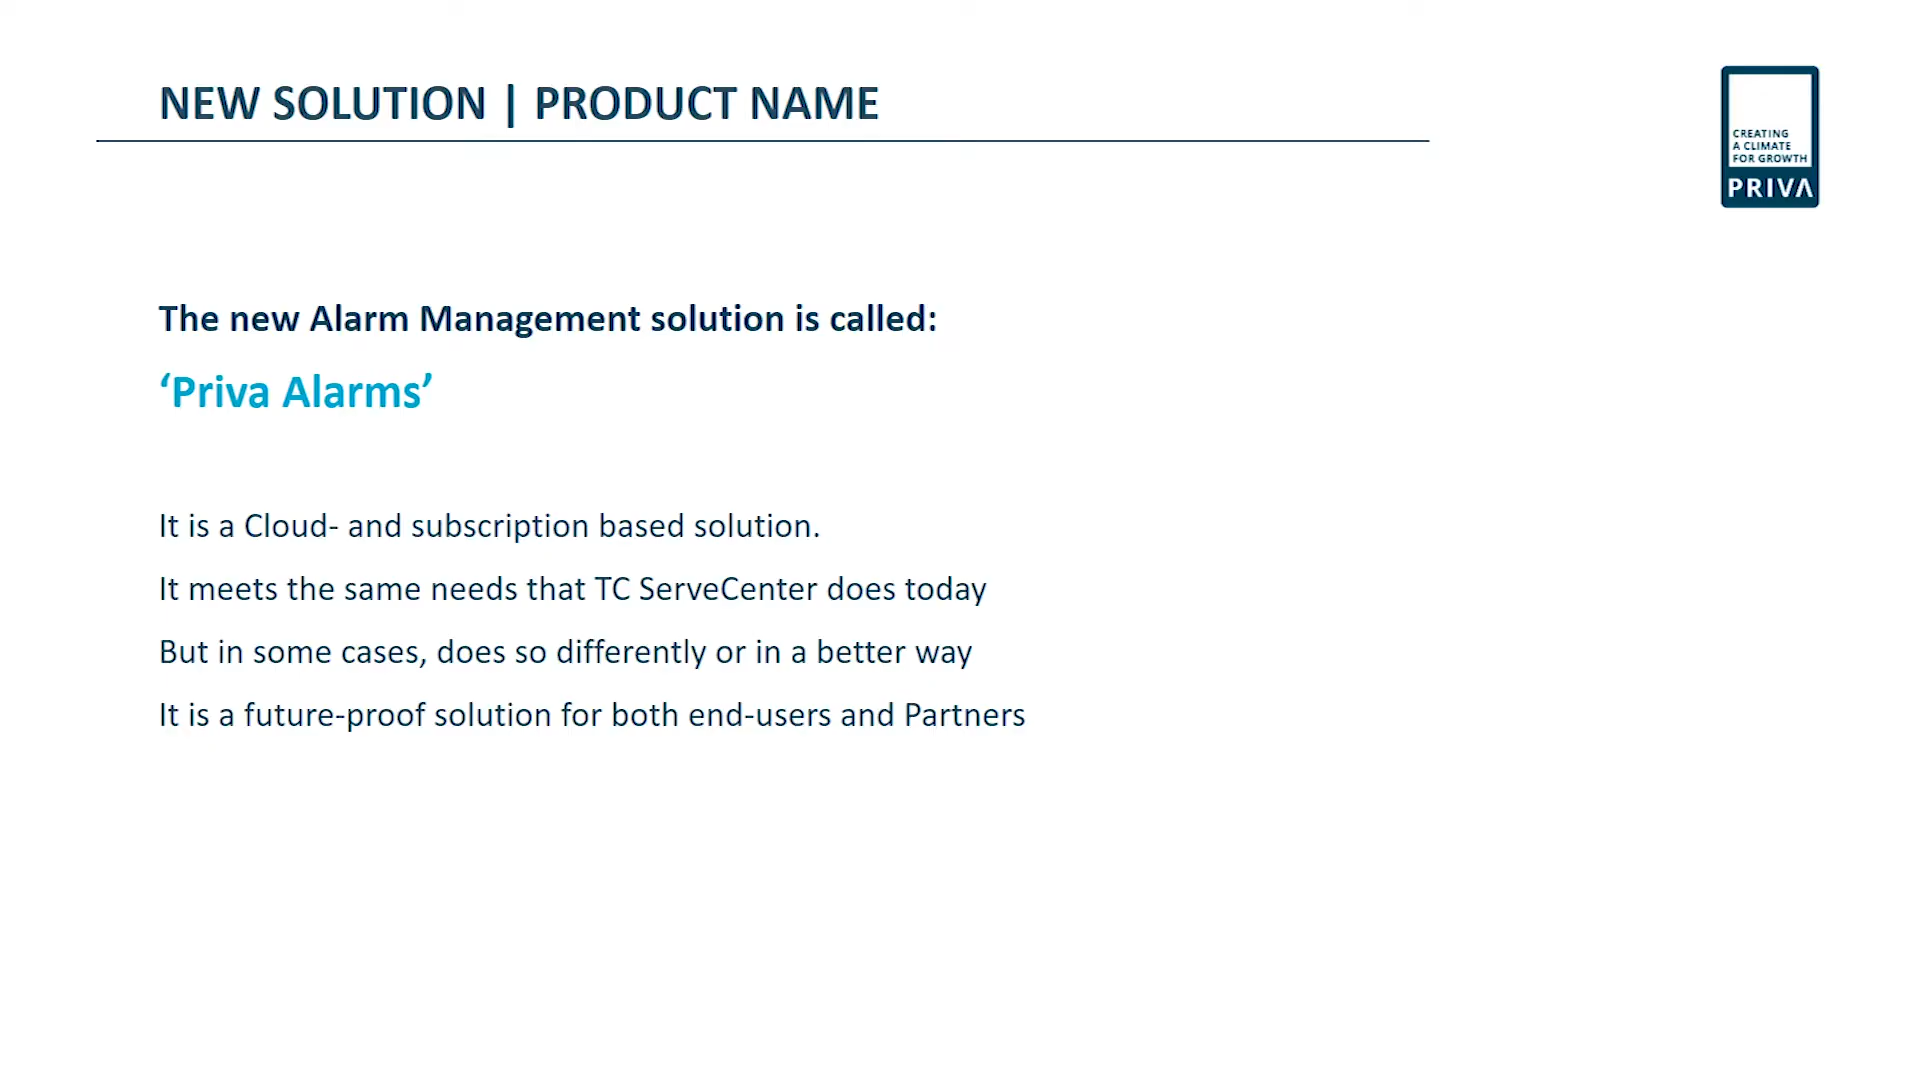 NEW SOLUTION | PRODUCT NAME
CREATING
A CLIMATE
FOR GROWTH
PRIVA
The new Alarm Management solution is called:
‘Priva Alarms’
It is a Cloud- and subscription based solution.
It meets the same needs that TC ServeCenter does today
But in some cases, does so differently or in a better way
It is a future-proof solution for both end-users and Partners